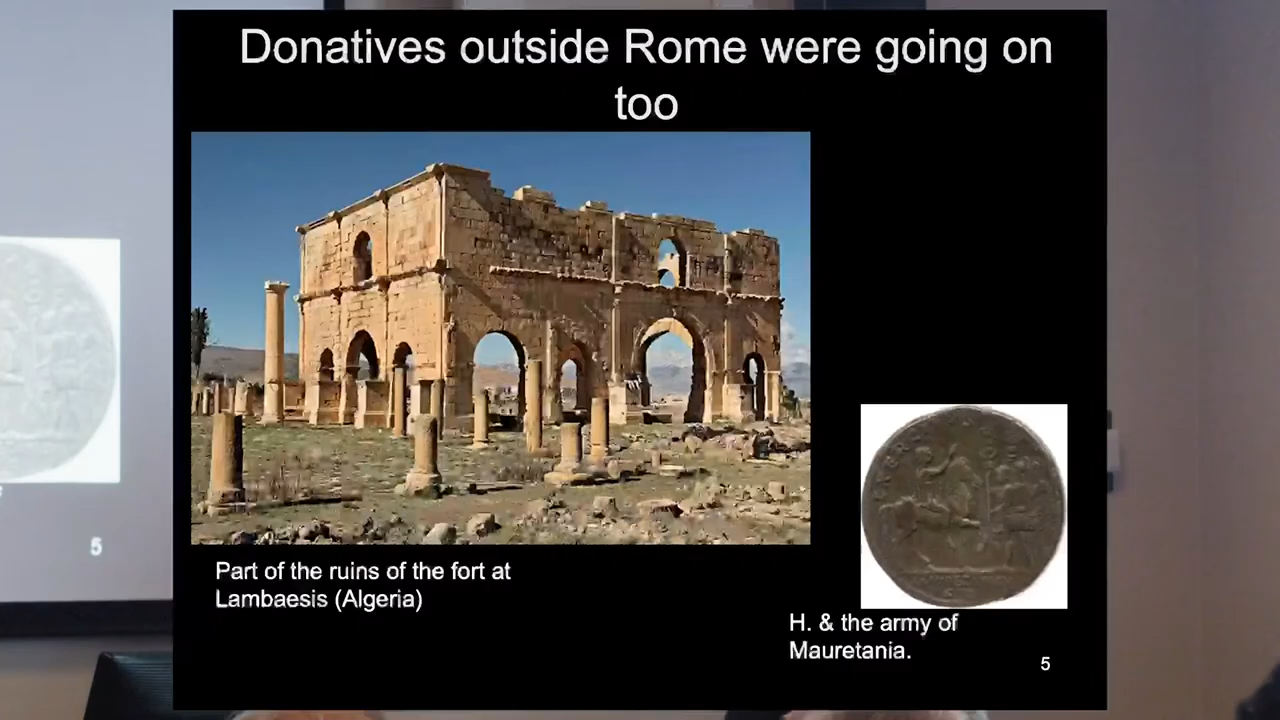 Donatives outside Rome were going on
too
Part of the ruins of the fort at
Lambaesis (Algeria)
H. & the army of
Mauretania.
5
5